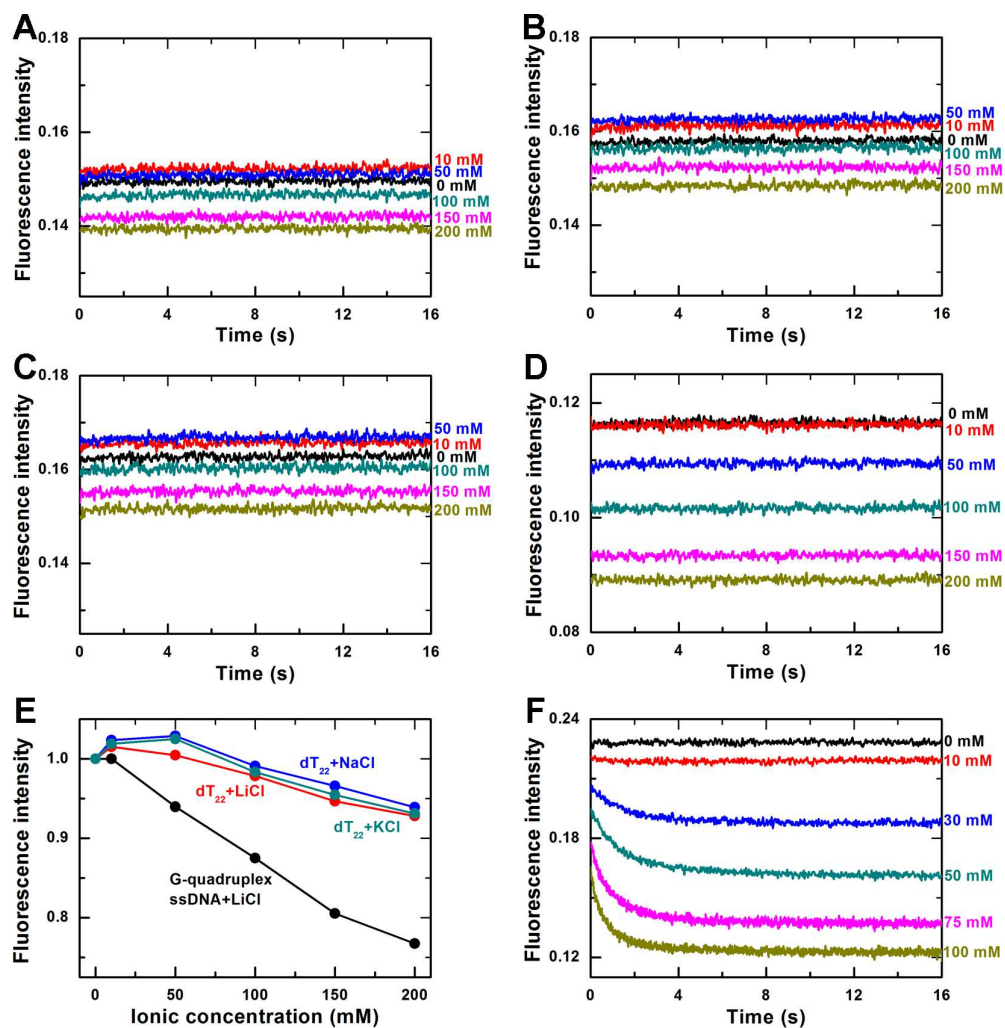 A
Fluorescence intensity
0.18
0.16
0.14
10 mM
50 mM
0 mM
100 mM
150 mM
200 mM
0 4 8 12 16
Time (s)
B
Fluorescence intensity
0.18
0.16
0.14
50 mM
10 mM
0 mM
100 mM
150 mM
200 mM
0 4 8 12 16
Time (s)
C
Fluorescence intensity
0.18
0.16
0.14
50 mM
10 mM
0 mM
100 mM
150 mM
200 mM
0 4 8 12 16
Time (s)
D
Fluorescence intensity
0.12
0.10
0.08
0 mM
10 mM
50 mM
100 mM
150 mM
200 mM
0 4 8 12 16
Time (s)
E
Fluorescence intensity
1.0
0.9
0.8
dT22+NaCl
dT22+LiCl
dT22+KCl
G-quadruplex
ssDNA+LiCl
0 50 100 150 200
Ionic concentration (mM)
F
Fluorescence intensity
0.24
0.18
0.12
0 mM
10 mM
30 mM
50 mM
75 mM
100 mM
0 4 8 12 16
Time (s)